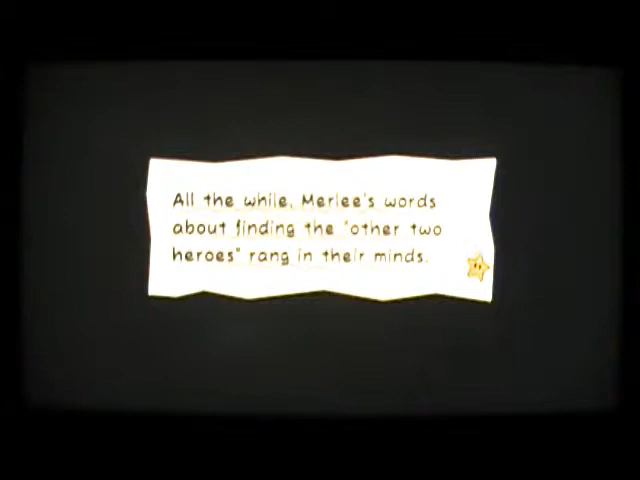 All the while, Merlee's words
about finding the "other two
heroes" rang in their minds.